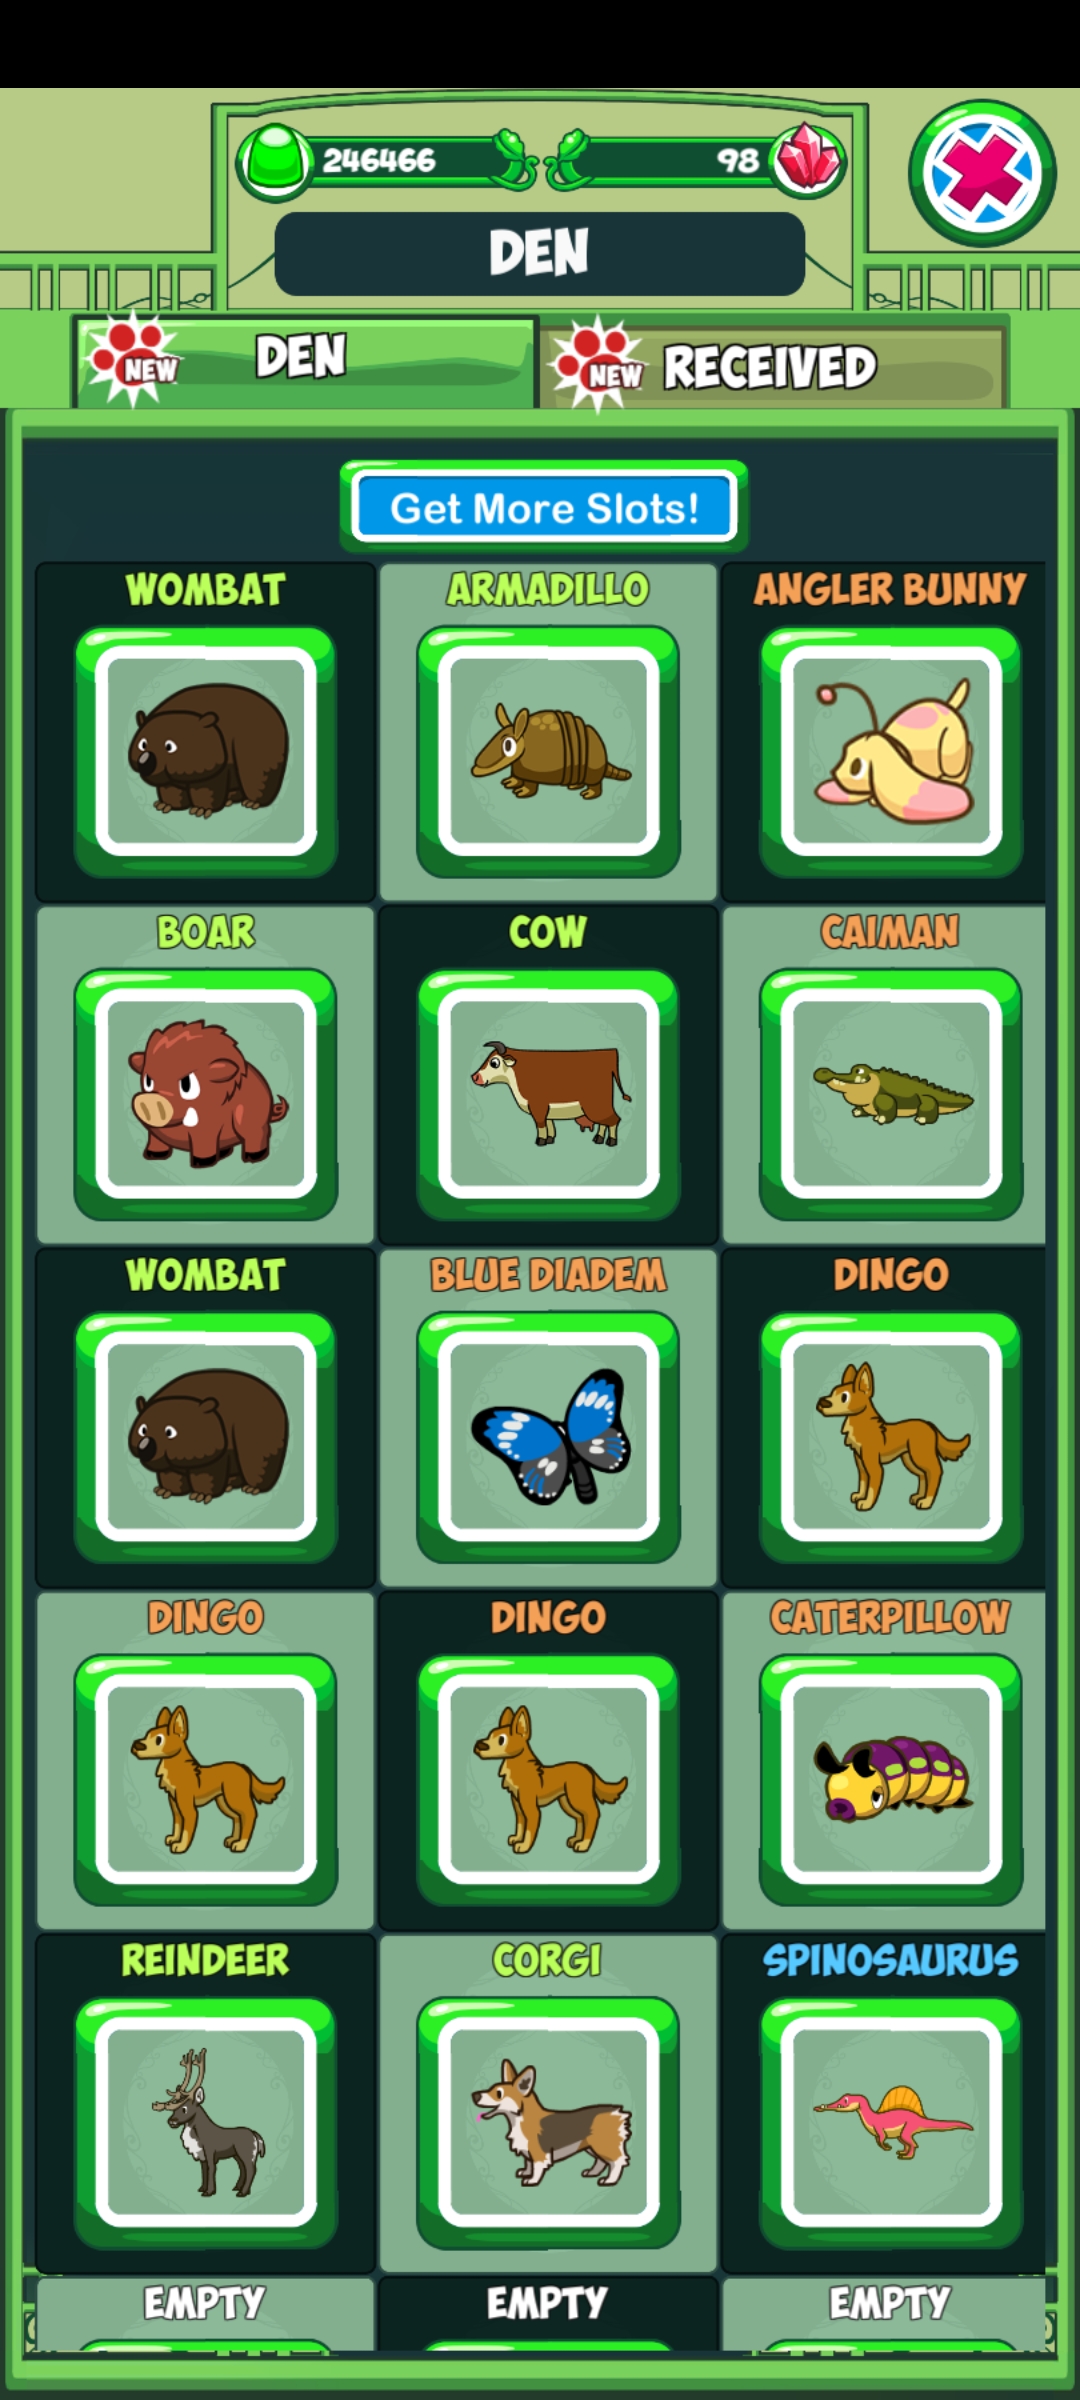 246466
98
DEN
NEW
DEN
NEW
RECEIVED
Get More Slots!
WOMBAT
ARMADILLO
ANGLER BUNNY
BOAR
COW
CAIMAN
WOMBAT
BLUE DIADEM
DINGO
DINGO
DINGO
CATERPILLOW
REINDEER
CORGI
SPINOSAURUS
EMPTY
EMPTY
EMPTY